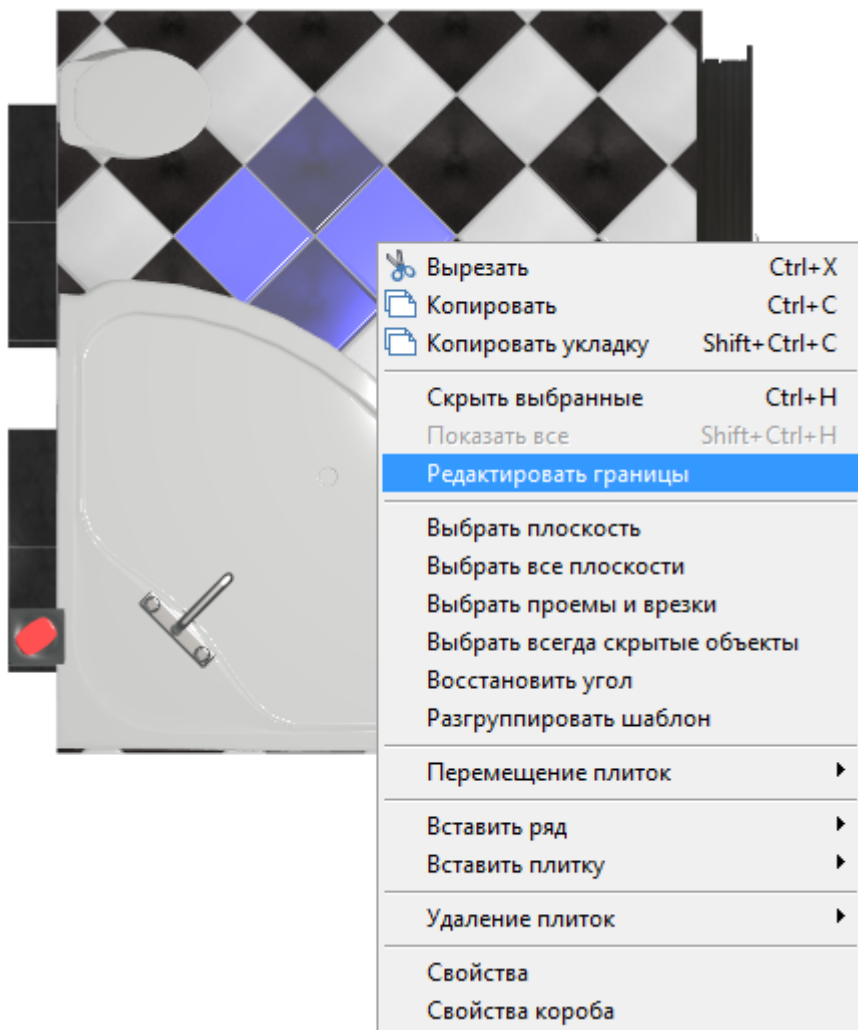 Вырезать Ctrl+X
Копировать Ctrl+C
Копировать укладку Shift+Ctrl+C
Скрыть выбранные Ctrl+H
Показать все Shift+Ctrl+H
Редактировать границы
Выбрать плоскость
Выбрать все плоскости
Выбрать проемы и врезки
Выбрать всегда скрытые объекты
Восстановить угол
Разгруппировать шаблон
Перемещение плиток
Вставить ряд
Вставить плитку
Удаление плиток
Свойства
Свойства короба